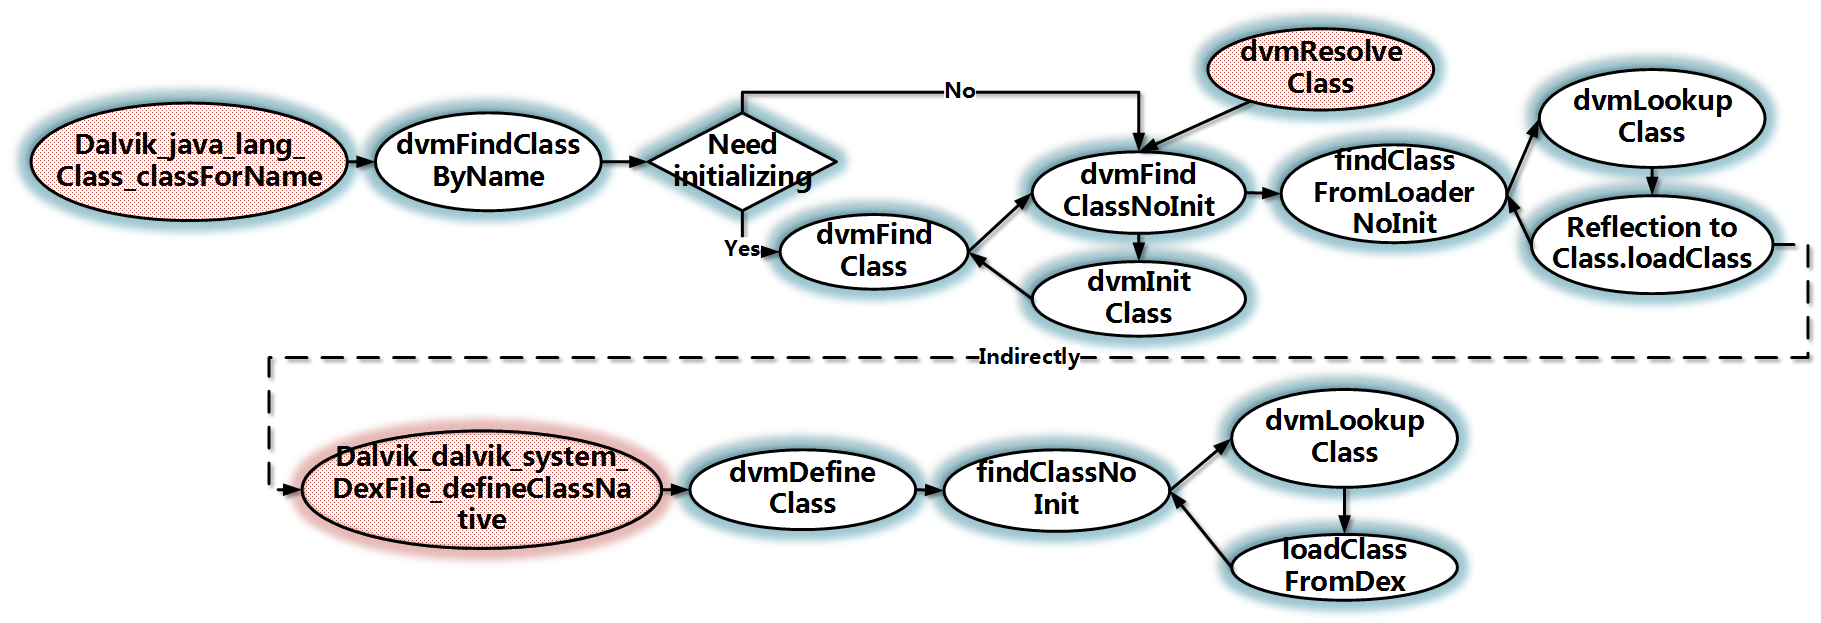 Dalvik_java_lang_
Class_classForName
dvmFindClass
ByName
Need
initializing
No
Yes
dvmFind
Class
dvmResolve
Class
dvmFind
ClassNoInit
dvmInit
Class
findClass
FromLoader
NoInit
dvmLookup
Class
Reflection to
Class.loadClass
Indirectly
Dalvik_dalvik_system_
DexFile_defineClassNa
tive
dvmDefine
Class
findClassNo
Init
dvmLookup
Class
loadClass
FromDex